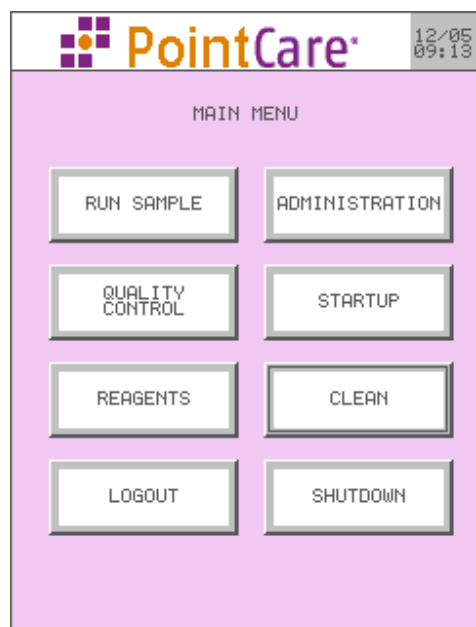 PointCare
12/05
09:13
MAIN MENU
RUN SAMPLE
ADMINISTRATION
QUALITY
CONTROL
STARTUP
REAGENTS
CLEAN
LOGOUT
SHUTDOWN